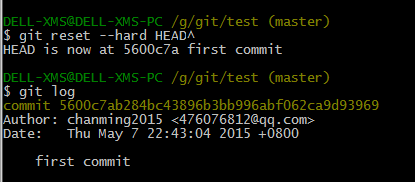 DELL-XMS@DELL-XMS-PC /g/git/test (master)
$ git reset --hard HEAD^
HEAD is now at 5600c7a first commit
DELL-XMS@DELL-XMS-PC /g/git/test (master)
$ git log
commit 5600c7ab284bc43896b3bb996abf062ca9d93969
Author: chanming2015 <476076812@qq.com>
Date:   Thu May 7 22:43:04 2015 +0800
    first commit